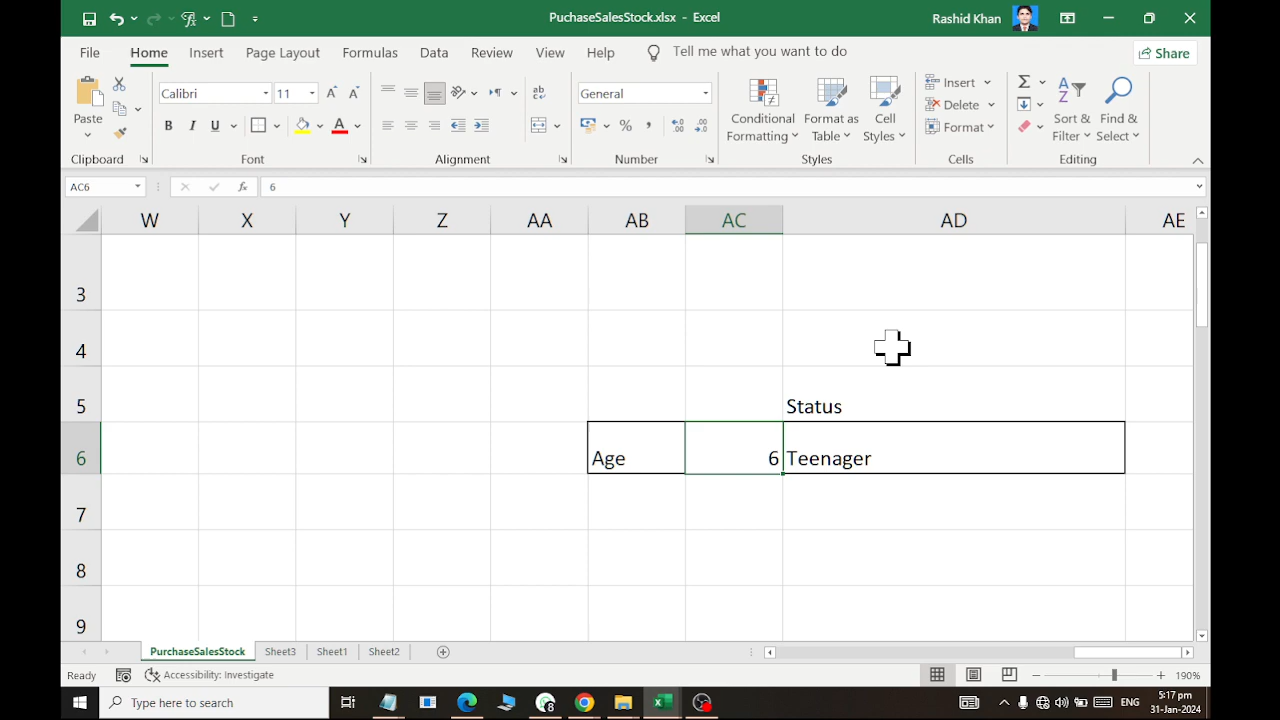 PuchaseSalesStock.xlsx - Excel
Rashid Khan
File Home Insert Page Layout Formulas Data Review View Help Tell me what you want to do Share
Calibri 11 General
Paste B I U ab Conditional Formatting Format as Table Cell Styles Insert Delete Format Sort & Filter Find & Select
Clipboard Font Alignment Number Styles Cells Editing
AC6 fx 6
W X Y Z AA AB AC AD AE
3
4
5 Status
6 Age 6 Teenager
7
8
9
PurchaseSalesStock Sheet3 Sheet1 Sheet2
Ready Accessibility: Investigate 190%
Type here to search 8 ENG 5:17 pm
31-Jan-2024